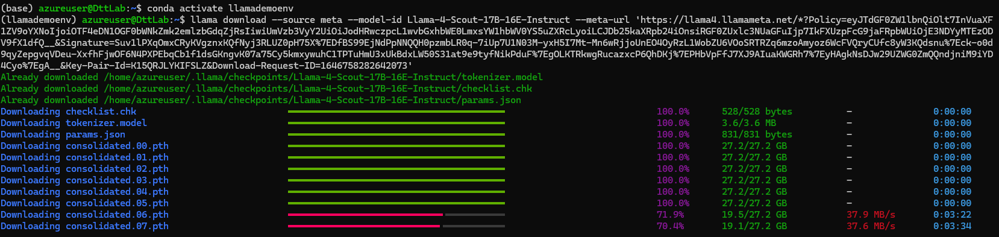 (base) azureuser@DttLab:~$ conda activate llamademoenv
(llamademoenv) azureuser@DttLab:~$ llama download --source meta --model-id Llama-4-Scout-17B-16E-Instruct --meta-url 'https://llama4.llamameta.net/*?Policy=eyJTdGF0ZW1lbnQiOlt7InVuaXF
1ZV9oYXNoIjoiOTF4eDN1OGF0bWNkZmk2emlzbGdqZjRsIiwiUmVzb3VyY2UiOiJodHRwczpcL1wvbGxhbWE0LmxsYW1hbWV0YS5uZXRcLyoiLCJDb25kaXRpb24iOnsiRGF0ZUxlc3NUaGFuIjp7IkFXUzpFcG9jaFRpbWUiOjE3NDYyMTEzOD
V9fX1dfQ__&Signature=Suv1lPXqOmxCRyKVgznxKQfNyj3RLUZ0pH75X%7EDfBS99EjNdPpNNQQH0pzmbLR0q-7iUp7U1N03M-yxH5I7Mt-Mn6wRjjoUnEO4OyRzL1WobZU6VOoSRTRZq6mzoAmyoz6WcFVQryCUfc8yW3KQdsnu%7Eck-o0d
9qyZepgvqVDeu-XxfhFjwOF6N4PXPEbqCb1f1dsGKngvK07a75Cy5kmxywuhC1TPTuHmU3xUkBdxLW50S31at9e9tyfNikPduF%7EgOLKTRkwgRucazxcP6QhDKj%7EPHbVpFfJ7XJ9AIuaKWGRh7%7EyHAgkNsDJw29UZWG0ZmQQndjniM9iYD
4Cyo%7EgA__&Key-Pair-Id=K15QRJLYKIFSLZ&Download-Request-ID=1646758282642073'
Already downloaded /home/azureuser/.llama/checkpoints/Llama-4-Scout-17B-16E-Instruct/tokenizer.model
Already downloaded /home/azureuser/.llama/checkpoints/Llama-4-Scout-17B-16E-Instruct/checklist.chk
Already downloaded /home/azureuser/.llama/checkpoints/Llama-4-Scout-17B-16E-Instruct/params.json
Downloading checklist.chk 100.0% 528/528 bytes - 0:00:00
Downloading tokenizer.model 100.0% 3.6/3.6 MB - 0:00:00
Downloading params.json 100.0% 831/831 bytes - 0:00:00
Downloading consolidated.00.pth 100.0% 27.2/27.2 GB - 0:00:00
Downloading consolidated.01.pth 100.0% 27.2/27.2 GB - 0:00:00
Downloading consolidated.02.pth 100.0% 27.2/27.2 GB - 0:00:00
Downloading consolidated.03.pth 100.0% 27.2/27.2 GB - 0:00:00
Downloading consolidated.04.pth 100.0% 27.2/27.2 GB - 0:00:00
Downloading consolidated.05.pth 100.0% 27.2/27.2 GB - 0:00:00
Downloading consolidated.06.pth 71.9% 19.5/27.2 GB 37.9 MB/s 0:03:22
Downloading consolidated.07.pth 70.4% 19.1/27.2 GB 37.6 MB/s 0:03:34